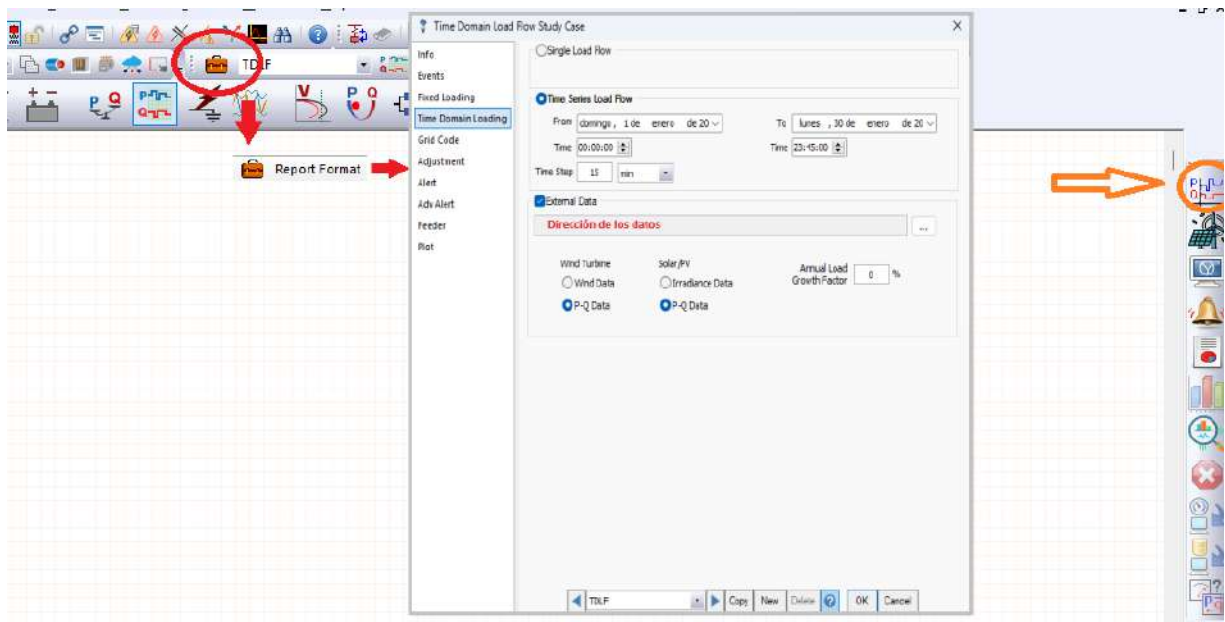 Time Domain Load Flow Study Case
TDLF
P Q
V
P Q
Report Format
Info
Events
Fixed Loading
Time Domain Loading
Grid Code
Adjustment
Alert
Adv Alert
Feeder
Plot
Single Load Flow
Time Series Load Flow
From domingo, 1 de enero de 20 To lunes , 30 de enero de 20
Time 00:00:00 Time 23:45:00
Time Step 15 min
External Data
Dirección de los datos ...
Wind Turbine Solar/PV
Wind Data Irradiance Data
P-Q Data P-Q Data
Annual Load
Growth Factor 0 %
TDLF Copy New Delete ? OK Cancel